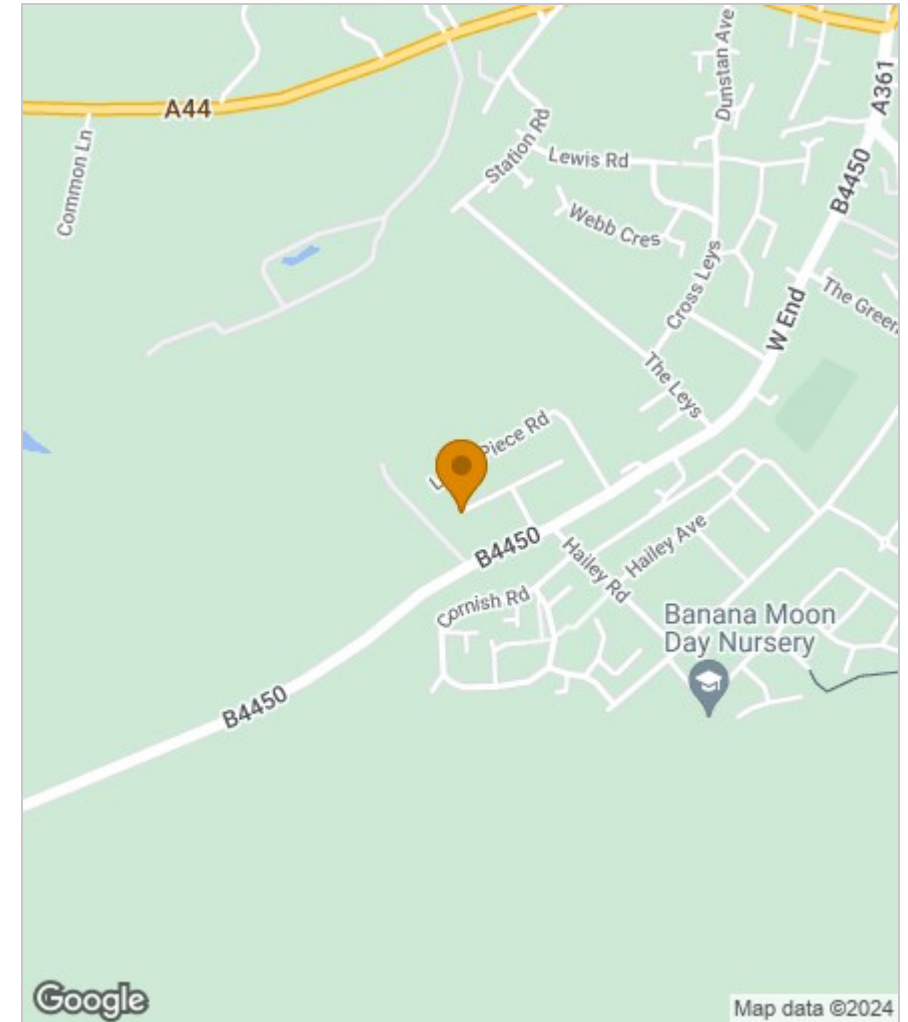 A44
Common Ln
Station Rd
Lewis Rd
Dunstan Ave
A361
B4450
Webb Cres
Cross Leys
W End
The Green
The Leys
Piece Rd
B4450
Hailey Rd
Hailey Ave
Cornish Rd
Banana Moon
Day Nursery
B4450
Google
Map data ©2024